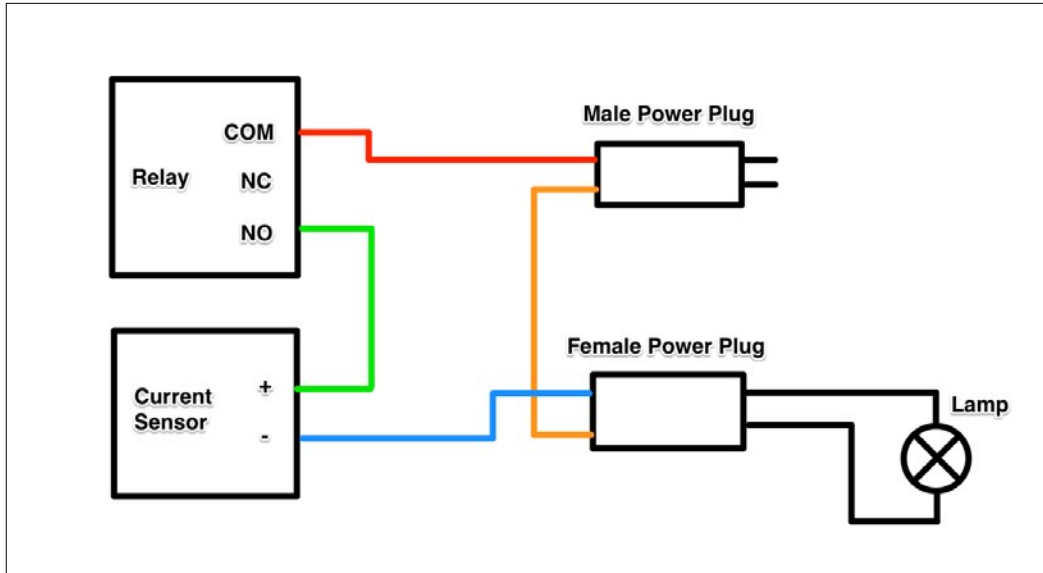 Male Power Plug
COM
Relay
NC
NO
Female Power Plug
+
Current
Sensor
-
Lamp